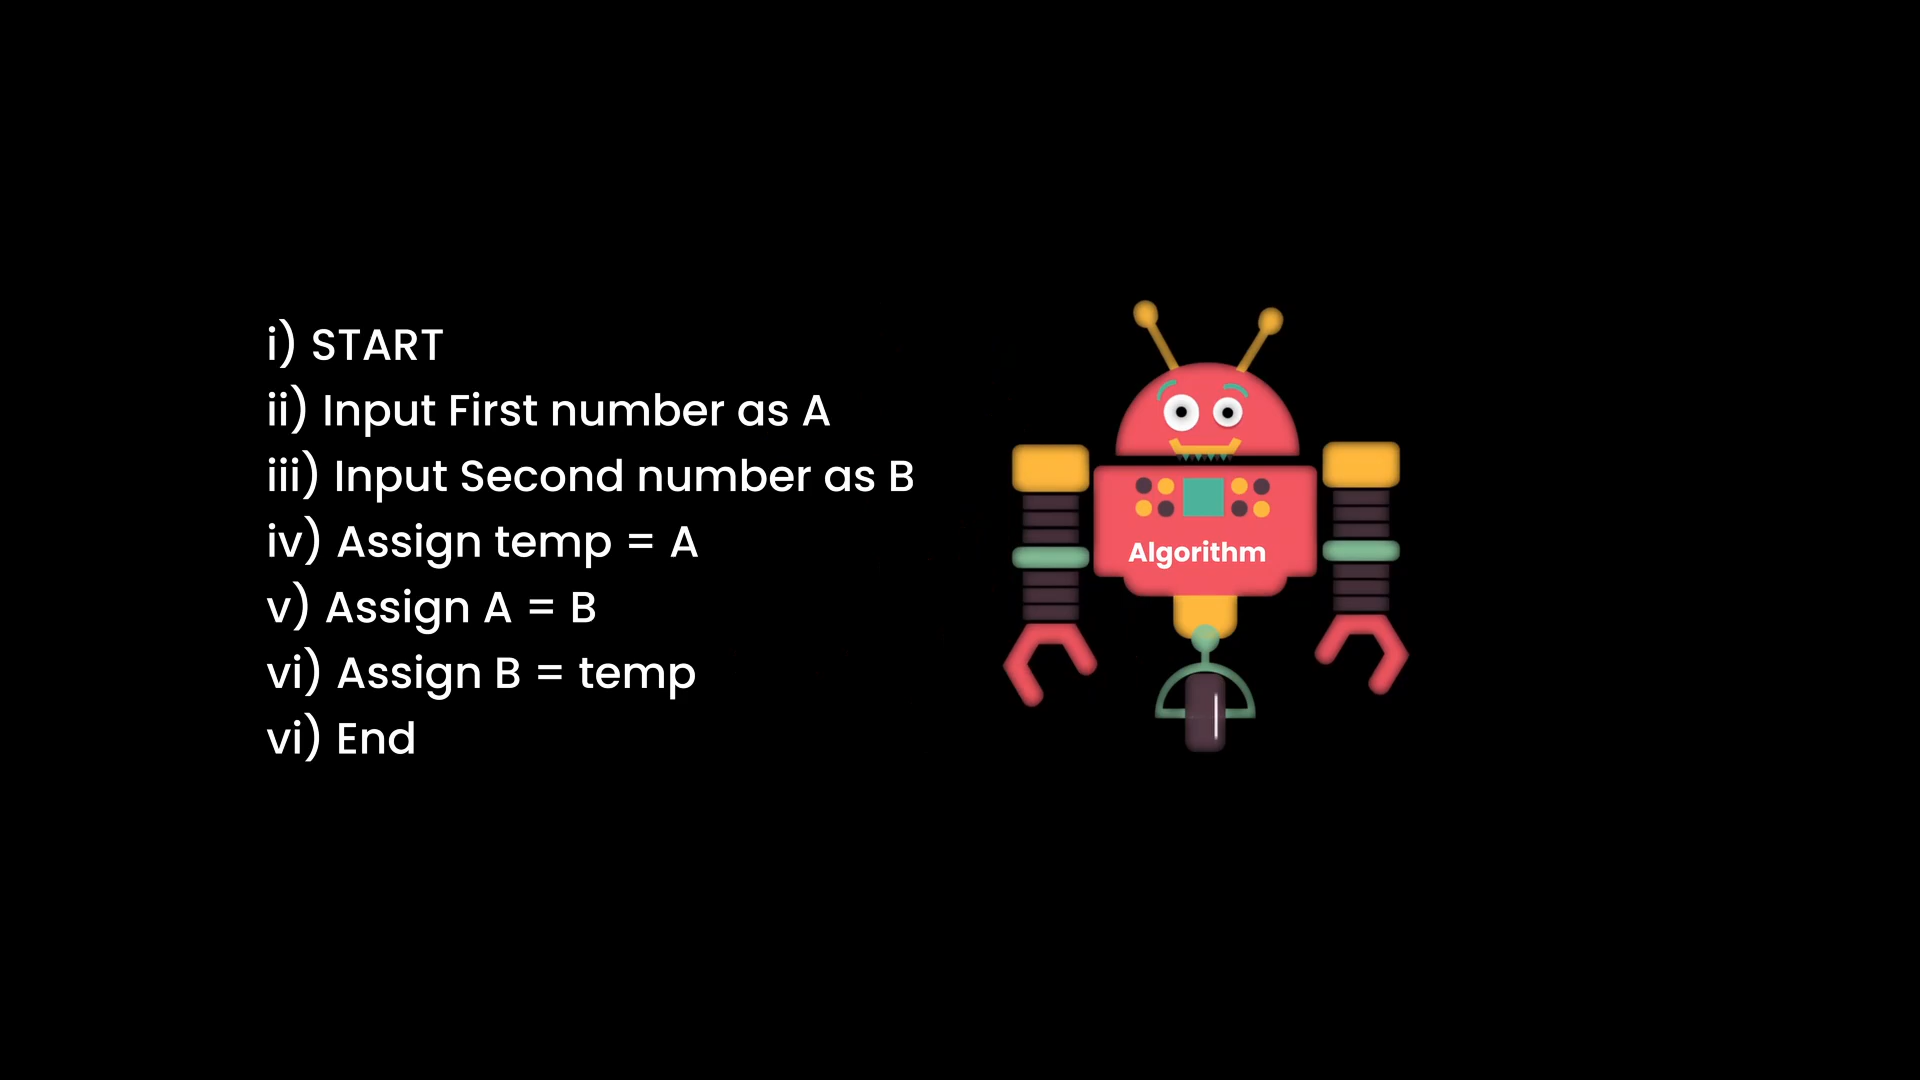 i) START
ii) Input First number as A
iii) Input Second number as B
iv) Assign temp = A
v) Assign A = B
vi) Assign B = temp
vi) End
Algorithm